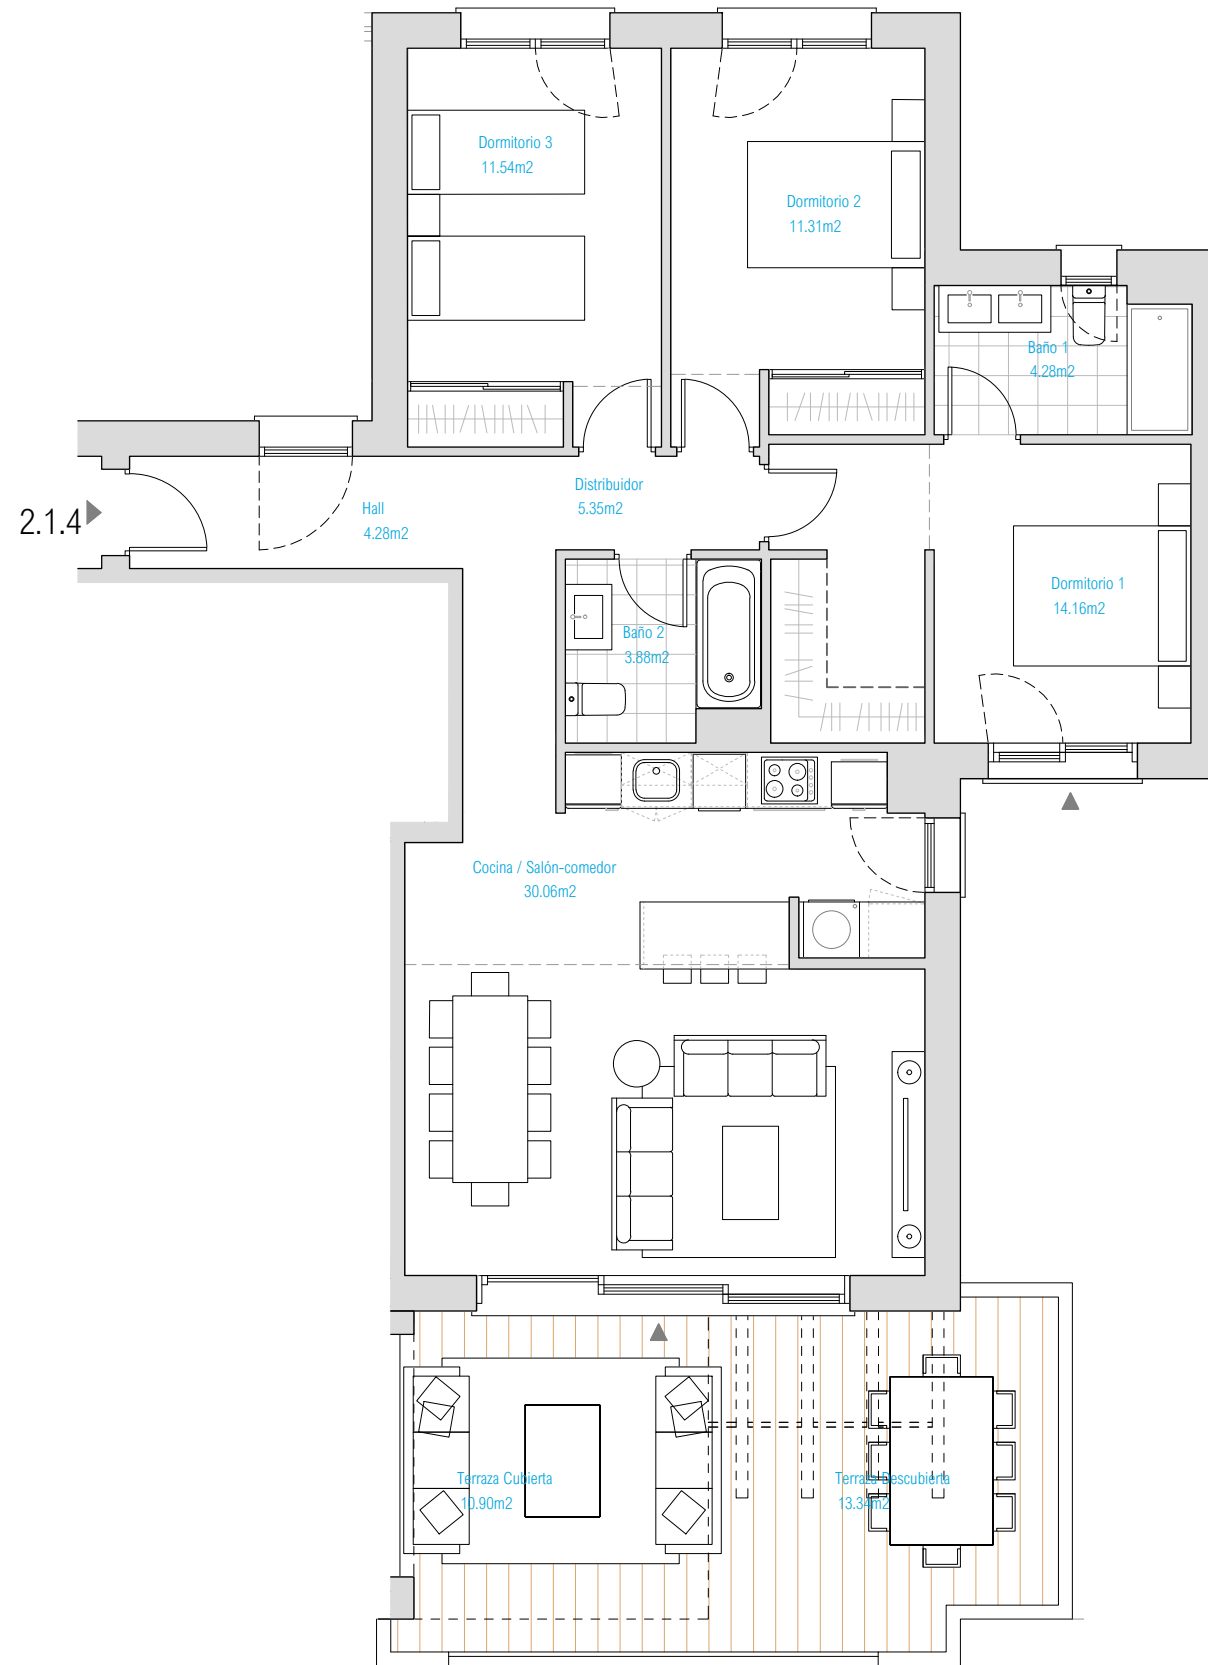 Dormitorio 3
11.54m2
Dormitorio 2
11.31m2
Baño 1
4.28m2
Distribuidor
5.35m2
Hall
4.28m2
2.1.4
Dormitorio 1
14.16m2
Baño 2
3.88m2
Cocina / Salón-comedor
30.06m2
Terraza Cubierta
10.90m2
Terraza Descubierta
13.34m2